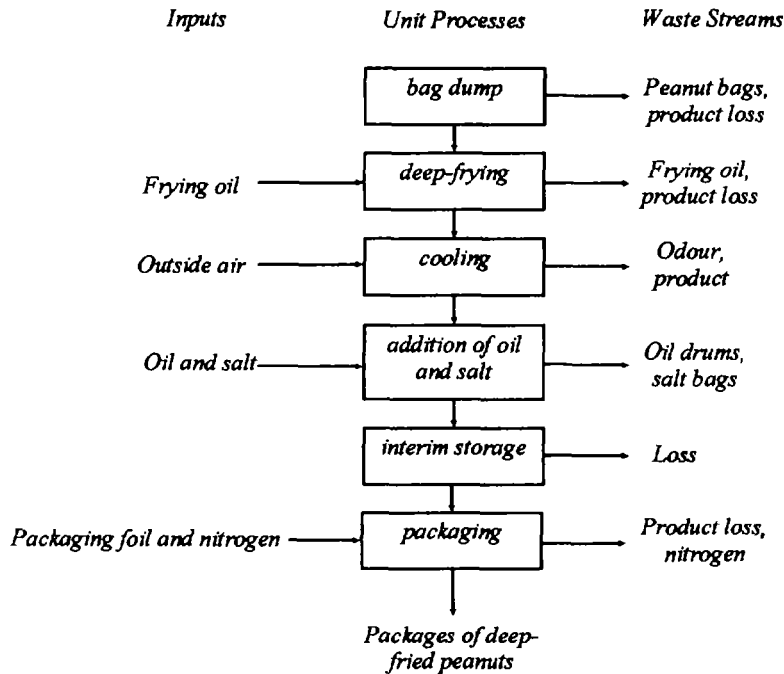 Inputs Unit Processes Waste Streams
bag dump
Peanut bags,
product loss
Frying oil
deep-frying
Frying oil,
product loss
Outside air
cooling
Odour,
product
Oil and salt
addition of oil
and salt
Oil drums,
salt bags
interim storage
Loss
Packaging foil and nitrogen
packaging
Product loss,
nitrogen
Packages of deep-
fried peanuts